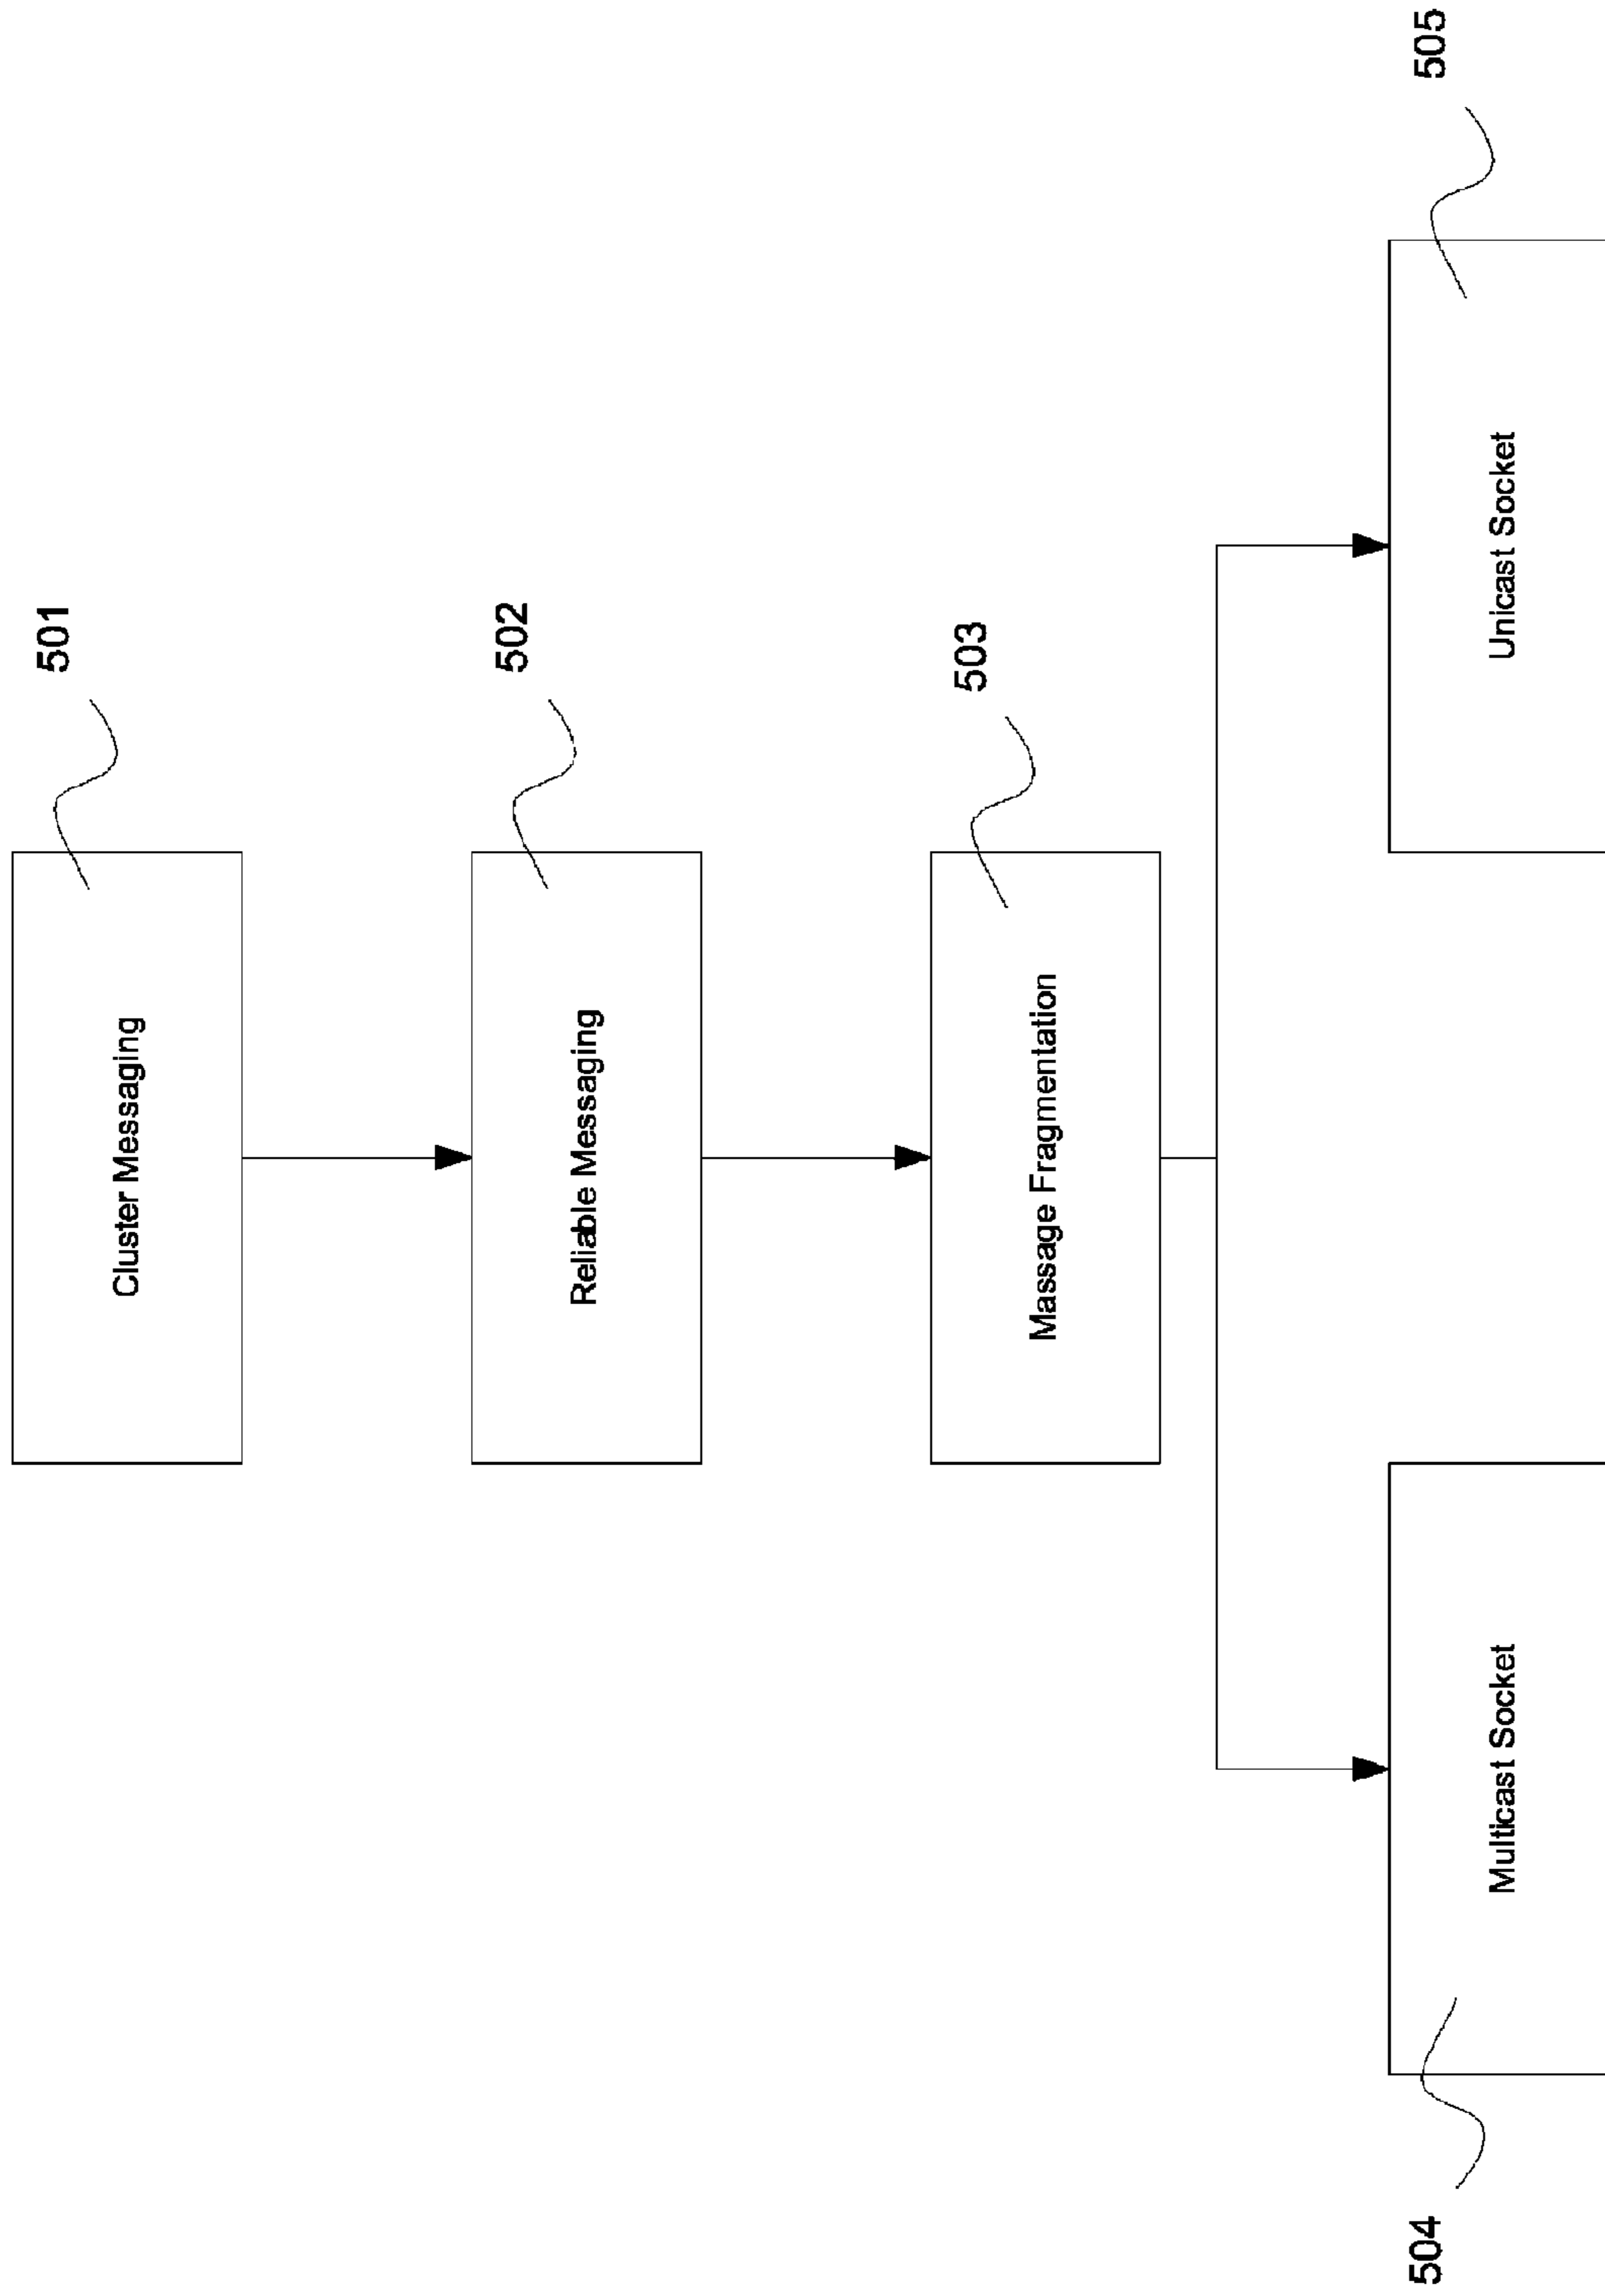 501
Cluster Messaging
502
Reliable Messaging
503
Massage Fragmentation
504
Multicast Socket
505
Unicast Socket